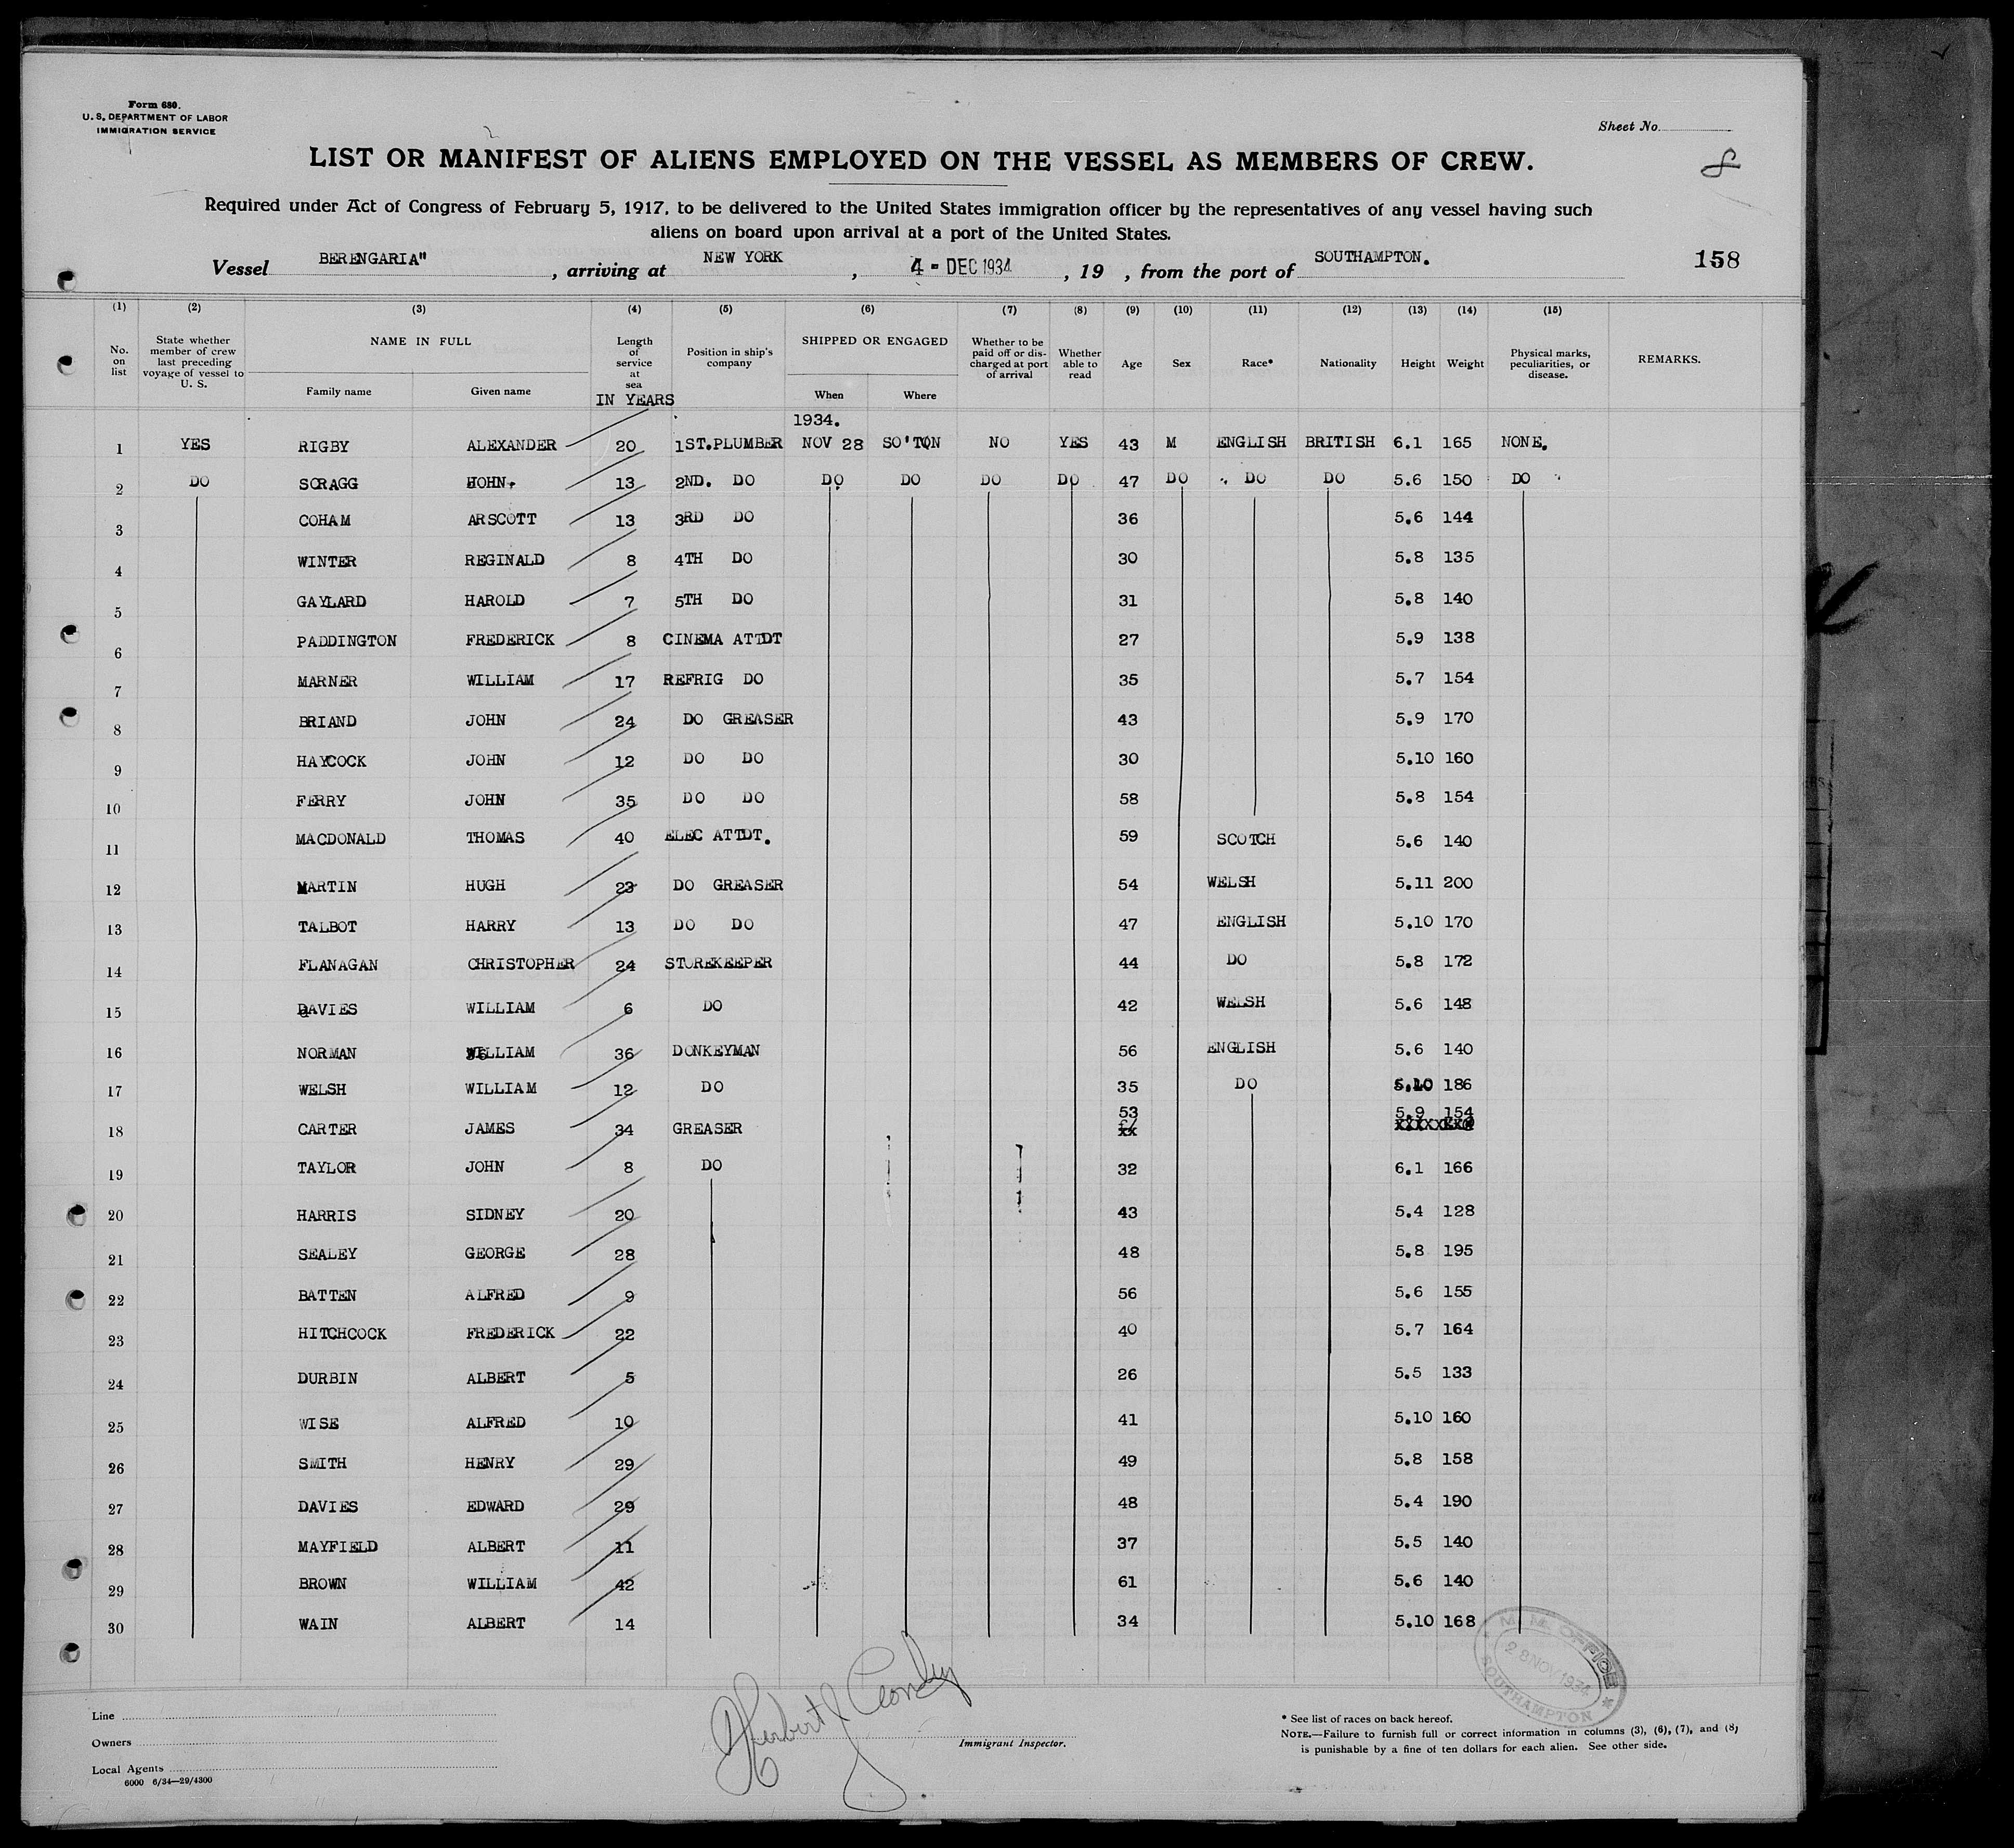 Form 680.
U. S. DEPARTMENT OF LABOR
IMMIGRATION SERVICE
Sheet No.
LIST OR MANIFEST OF ALIENS EMPLOYED ON THE VESSEL AS MEMBERS OF CREW.
8
Required under Act of Congress of February 5, 1917, to be delivered to the United States immigration officer by the representatives of any vessel having such
aliens on board upon arrival at a port of the United States.
Vessel BERENGARIA" , arriving at NEW YORK , 4 - DEC 1934 , 19 , from the port of SOUTHAMPTON. 158
(1) (2) (3) (4) (5) (6) (7) (8) (9) (10) (11) (12) (13) (14) (15)
No. on list State whether member of crew last preceding voyage of vessel to U. S. NAME IN FULL Family name Given name Length of service at sea IN YEARS Position in ship's company SHIPPED OR ENGAGED When Where Whether to be paid off or discharged at port of arrival Whether able to read Age Sex Race* Nationality Height Weight Physical marks, peculiarities, or disease. REMARKS.
1934.
1 YES RIGBY ALEXANDER 20 1ST.PLUMBER NOV 28 SO'TON NO YES 43 M ENGLISH BRITISH 6.1 165 NONE.
2 DO SCRAGG HOHN. 13 2ND. DO DO DO DO DO 47 DO DO DO 5.6 150 DO
3 COHAM ARSCOTT 13 3RD DO 36 5.6 144
4 WINTER REGINALD 8 4TH DO 30 5.8 135
5 GAYLARD HAROLD 7 5TH DO 31 5.8 140
6 PADDINGTON FREDERICK 8 CINEMA ATTDT 27 5.9 138
7 MARNER WILLIAM 17 REFRIG DO 35 5.7 154
8 BRIAND JOHN 24 DO GREASER 43 5.9 170
9 HAYCOCK JOHN 12 DO DO 30 5.10 160
10 FERRY JOHN 35 DO DO 58 5.8 154
11 MACDONALD THOMAS 40 ELEC ATTDT. 59 SCOTCH 5.6 140
12 MARTIN HUGH 23 DO GREASER 54 WELSH 5.11 200
13 TALBOT HARRY 13 DO DO 47 ENGLISH 5.10 170
14 FLANAGAN CHRISTOPHER 24 STOREKEEPER 44 DO 5.8 172
15 DAVIES WILLIAM 6 DO 42 WELSH 5.6 148
16 NORMAN WILLIAM 36 DONKEYMAN 56 ENGLISH 5.6 140
17 WELSH WILLIAM 12 DO 35 DO 5.10 186
18 CARTER JAMES 34 GREASER 53 5.9 154
19 TAYLOR JOHN 8 DO 32 6.1 166
20 HARRIS SIDNEY 20 43 5.4 128
21 SEALEY GEORGE 28 48 5.8 195
22 BATTEN ALFRED 9 56 5.6 155
23 HITCHCOCK FREDERICK 22 40 5.7 164
24 DURBIN ALBERT 5 26 5.5 133
25 WISE ALFRED 10 41 5.10 160
26 SMITH HENRY 29 49 5.8 158
27 DAVIES EDWARD 29 48 5.4 190
28 MAYFIELD ALBERT 11 37 5.5 140
29 BROWN WILLIAM 42 61 5.6 140
30 WAIN ALBERT 14 34 5.10 168
M.M. OFFICE
28 NOV 1934
SOUTHAMPTON
Line
Owners
Local Agents
6000 6/34—29/4300
Herbert J
Immigrant Inspector.
* See list of races on back hereof.
NOTE.—Failure to furnish full or correct information in columns (3), (6), (7), and (8)
is punishable by a fine of ten dollars for each alien. See other side.